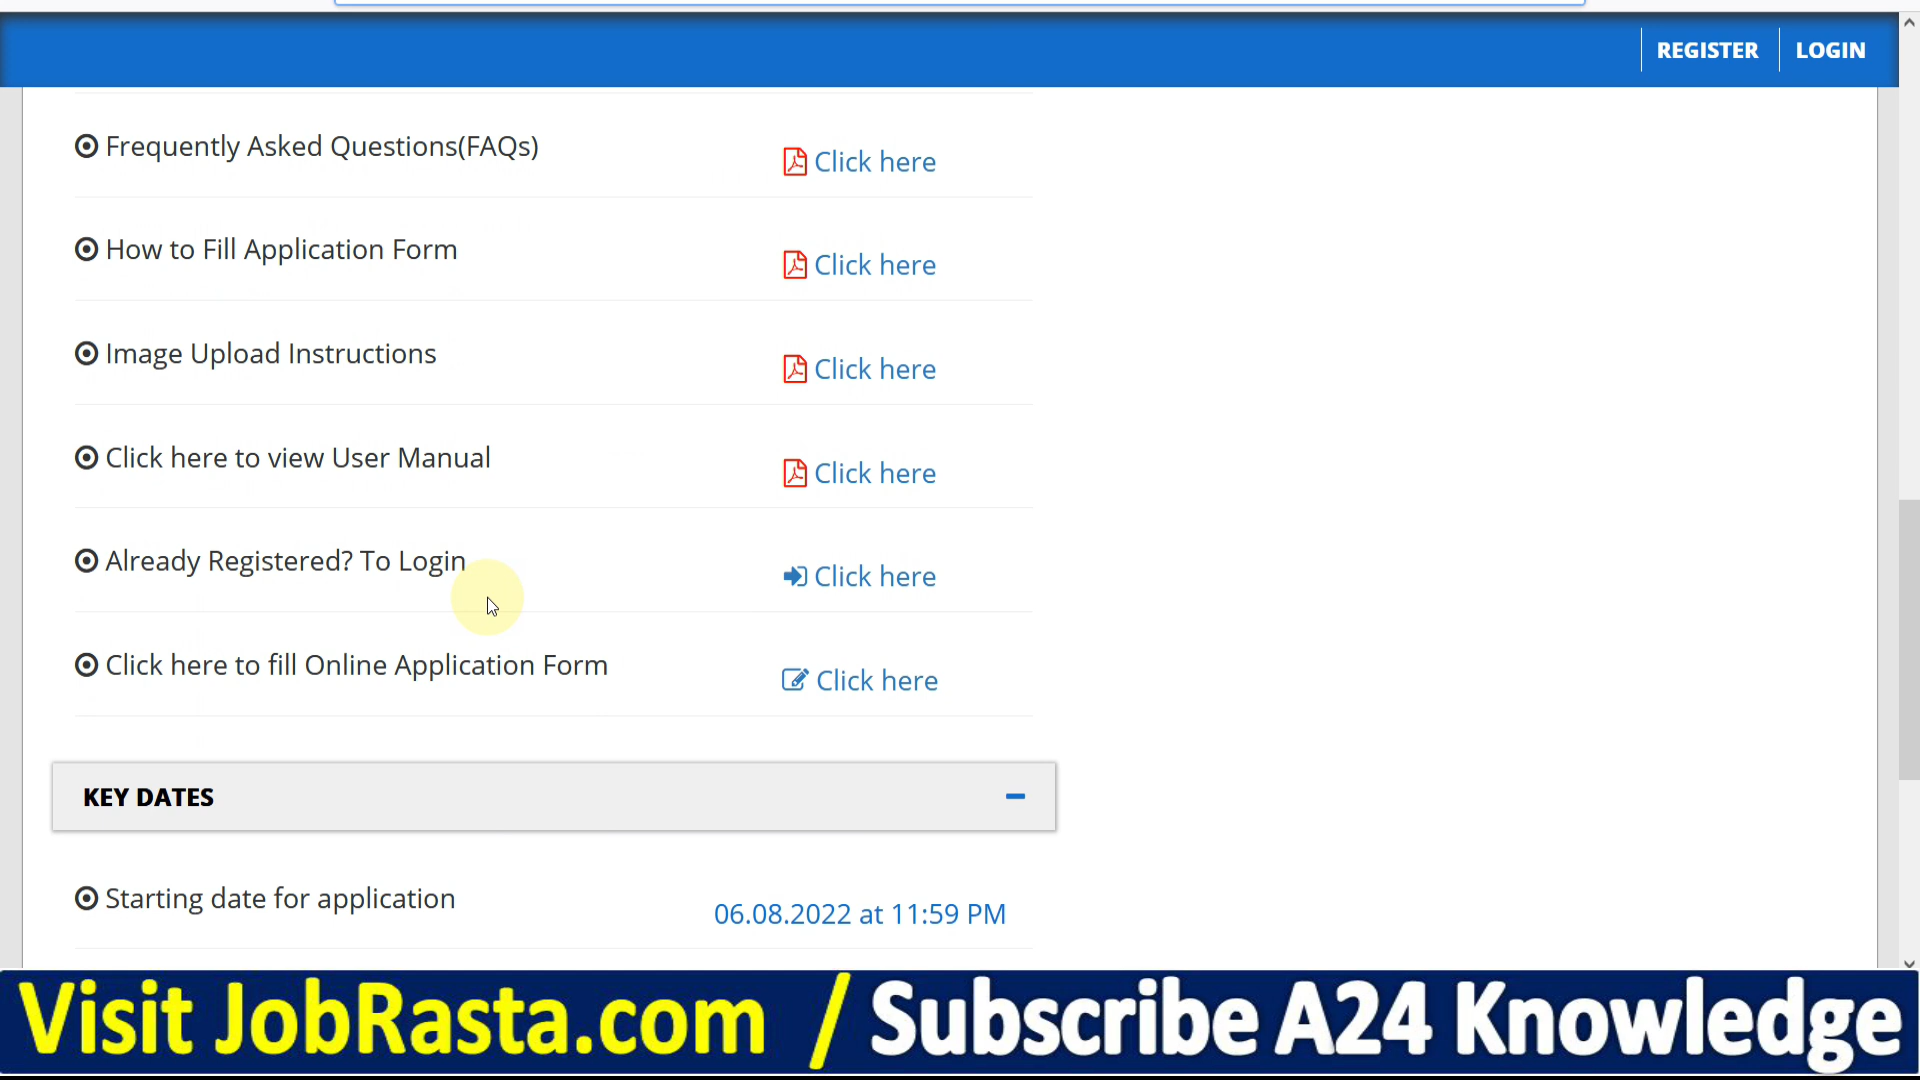 REGISTER LOGIN
Frequently Asked Questions(FAQs)
Click here
How to Fill Application Form
Click here
Image Upload Instructions
Click here
Click here to view User Manual
Click here
Already Registered? To Login
Click here
Click here to fill Online Application Form
Click here
KEY DATES
Starting date for application
06.08.2022 at 11:59 PM
Visit JobRasta.com / Subscribe A24 Knowledge